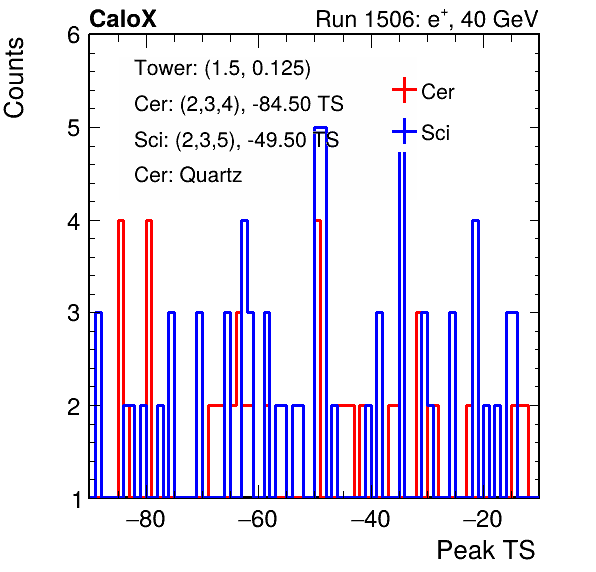 CaloX Run 1506: e+, 40 GeV
Counts
6
5
4
3
2
1
Tower: (1.5, 0.125)
Cer: (2,3,4), -84.50 TS
Sci: (2,3,5), -49.50 TS
Cer: Quartz
Cer
Sci
−80 −60 −40 −20
Peak TS